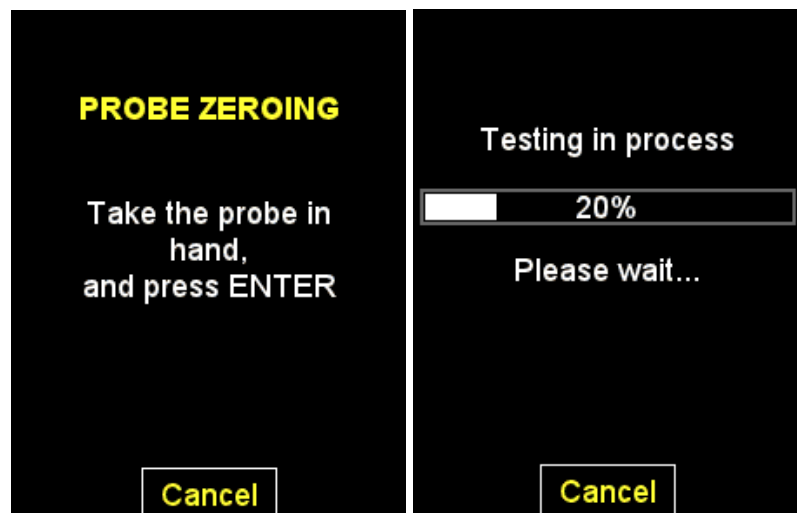 PROBE ZEROING
Take the probe in
hand,
and press ENTER
Cancel
Testing in process
20%
Please wait...
Cancel